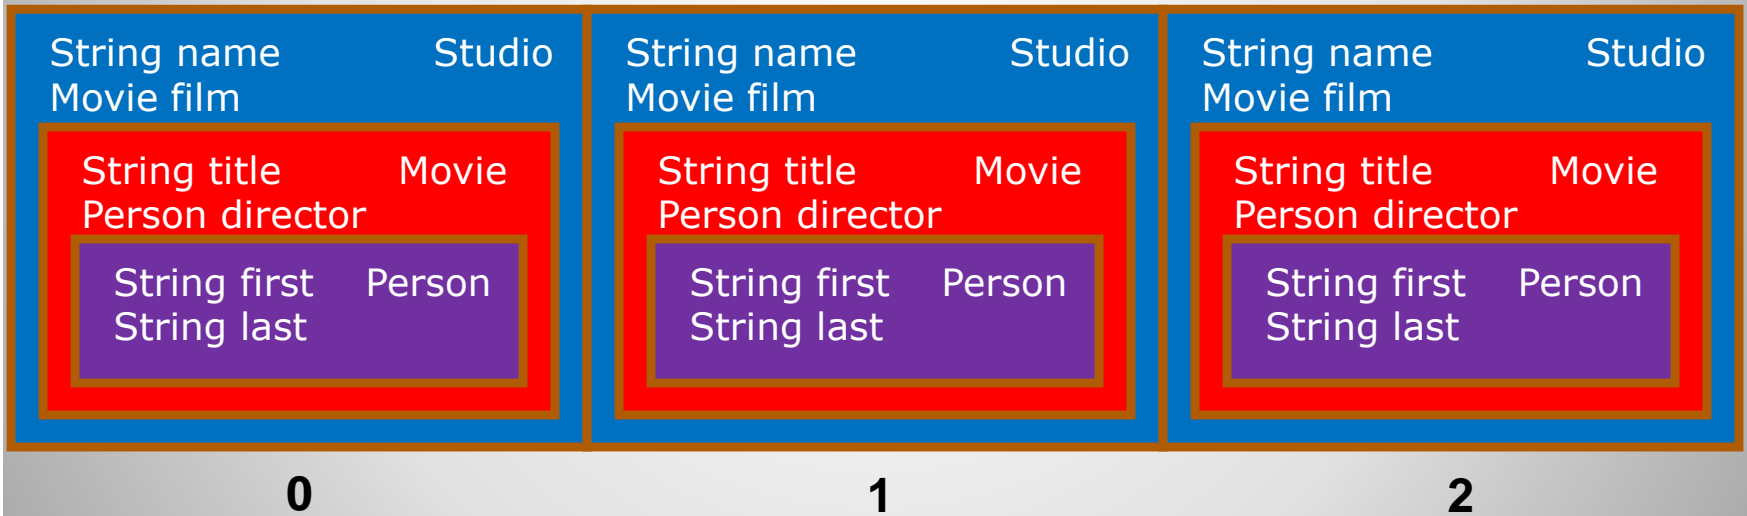 String name Studio
Movie film
String title Movie
Person director
String first Person
String last
String name Studio
Movie film
String title Movie
Person director
String first Person
String last
String name Studio
Movie film
String title Movie
Person director
String first Person
String last
0 1 2